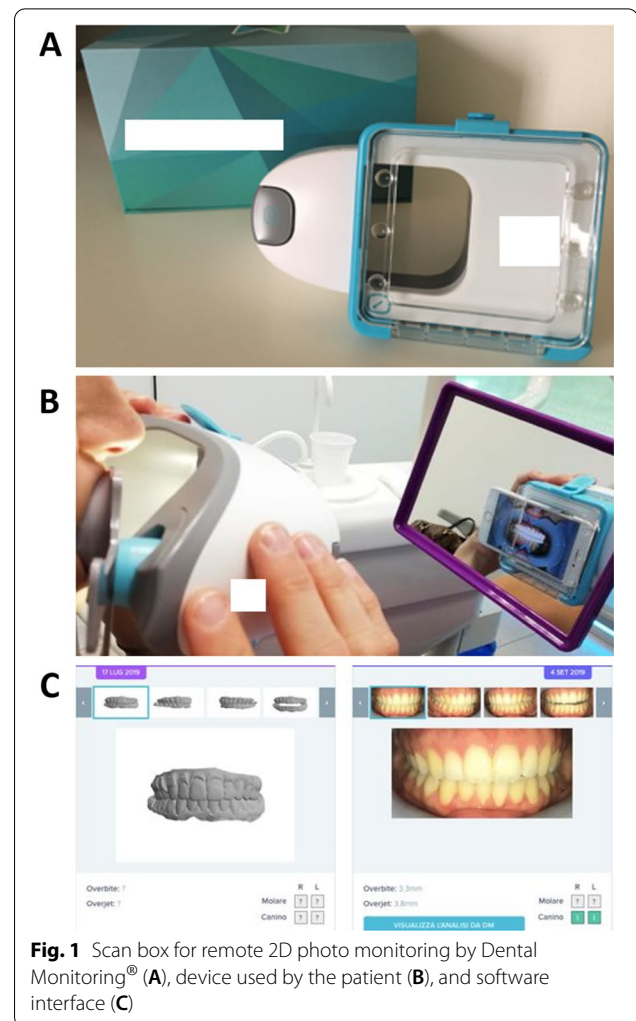 A
B
C
17 LUG 2019
4 SET 2019
Overbite: ?
Overjet: ?
R L
Molare ? ?
Canino ? ?
Overbite: 3.3mm
Overjet: 3.8mm
R L
Molare ? ?
Canino I I
VISUALIZZA L'ANALISI DA DM
Fig. 1 Scan box for remote 2D photo monitoring by Dental
Monitoring® (A), device used by the patient (B), and software
interface (C)